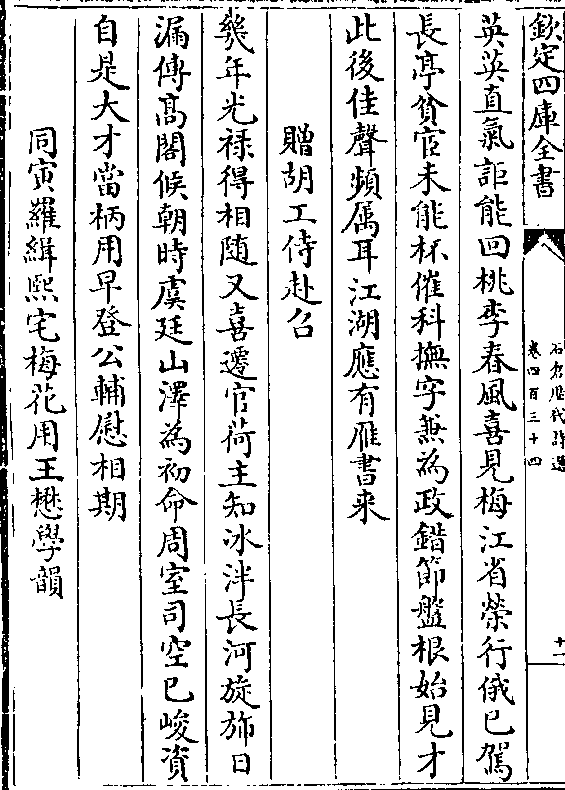 欽定四庫全書
石倉歷代詩選
卷四百三十四
十一
英英直氣詎能回桃李春風喜見梅江省榮行俄已駕
長亭貧官未能杯催科撫字兼為政錯節盤根始見才
此後佳聲頻屬耳江湖應有雁書来
贈胡工侍赴召
幾年光禄得相随又喜遷官荷主知冰泮長河旋斾日
漏傳髙閣候朝時虞廷山澤為初命周室司空已峻資
自是大才當柄用早登公輔慰相期
同寅羅緝熙宅梅花用王懋學韻